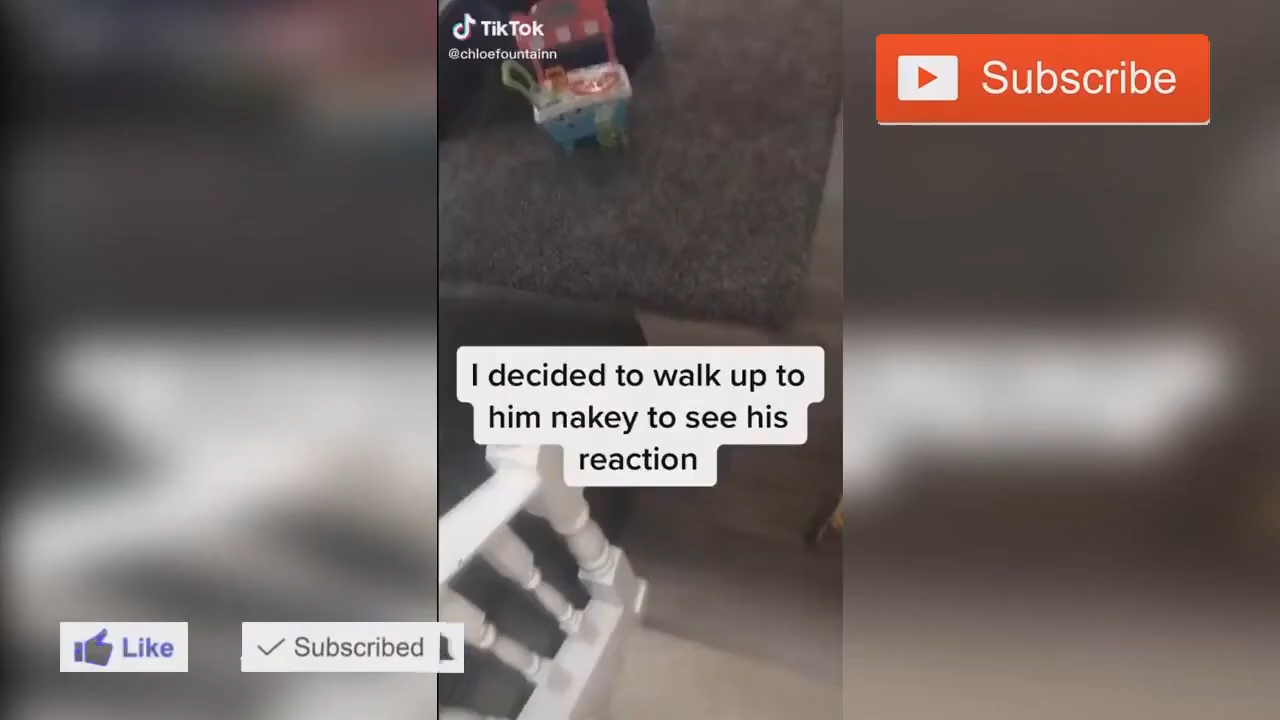 TikTok
@chloefountainn
Subscribe
I decided to walk up to
him nakey to see his
reaction
Like
Subscribed